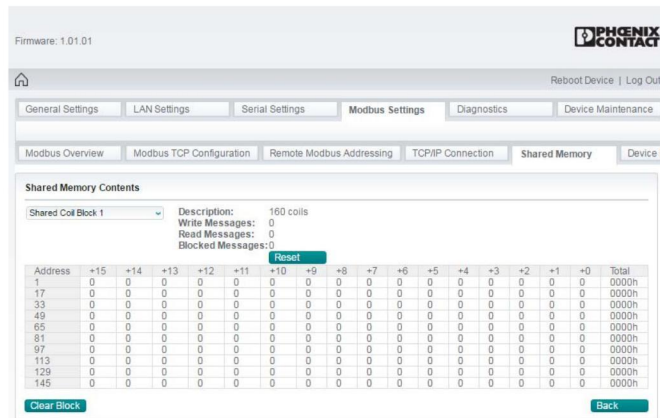 Firmware: 1.01.01
PHŒNIX
CONTACT
Reboot Device | Log Out
General Settings LAN Settings Serial Settings Modbus Settings Diagnostics Device Maintenance
Modbus Overview Modbus TCP Configuration Remote Modbus Addressing TCP/IP Connection Shared Memory Device
Shared Memory Contents
Shared Coil Block 1 Description: 160 coils
Write Messages: 0
Read Messages: 0
Blocked Messages: 0
Reset
Address +15 +14 +13 +12 +11 +10 +9 +8 +7 +6 +5 +4 +3 +2 +1 +0 Total
1 0 0 0 0 0 0 0 0 0 0 0 0 0 0 0 0 0000h
17 0 0 0 0 0 0 0 0 0 0 0 0 0 0 0 0 0000h
33 0 0 0 0 0 0 0 0 0 0 0 0 0 0 0 0 0000h
49 0 0 0 0 0 0 0 0 0 0 0 0 0 0 0 0 0000h
65 0 0 0 0 0 0 0 0 0 0 0 0 0 0 0 0 0000h
81 0 0 0 0 0 0 0 0 0 0 0 0 0 0 0 0 0000h
97 0 0 0 0 0 0 0 0 0 0 0 0 0 0 0 0 0000h
113 0 0 0 0 0 0 0 0 0 0 0 0 0 0 0 0 0000h
129 0 0 0 0 0 0 0 0 0 0 0 0 0 0 0 0 0000h
145 0 0 0 0 0 0 0 0 0 0 0 0 0 0 0 0 0000h
Clear Block Back